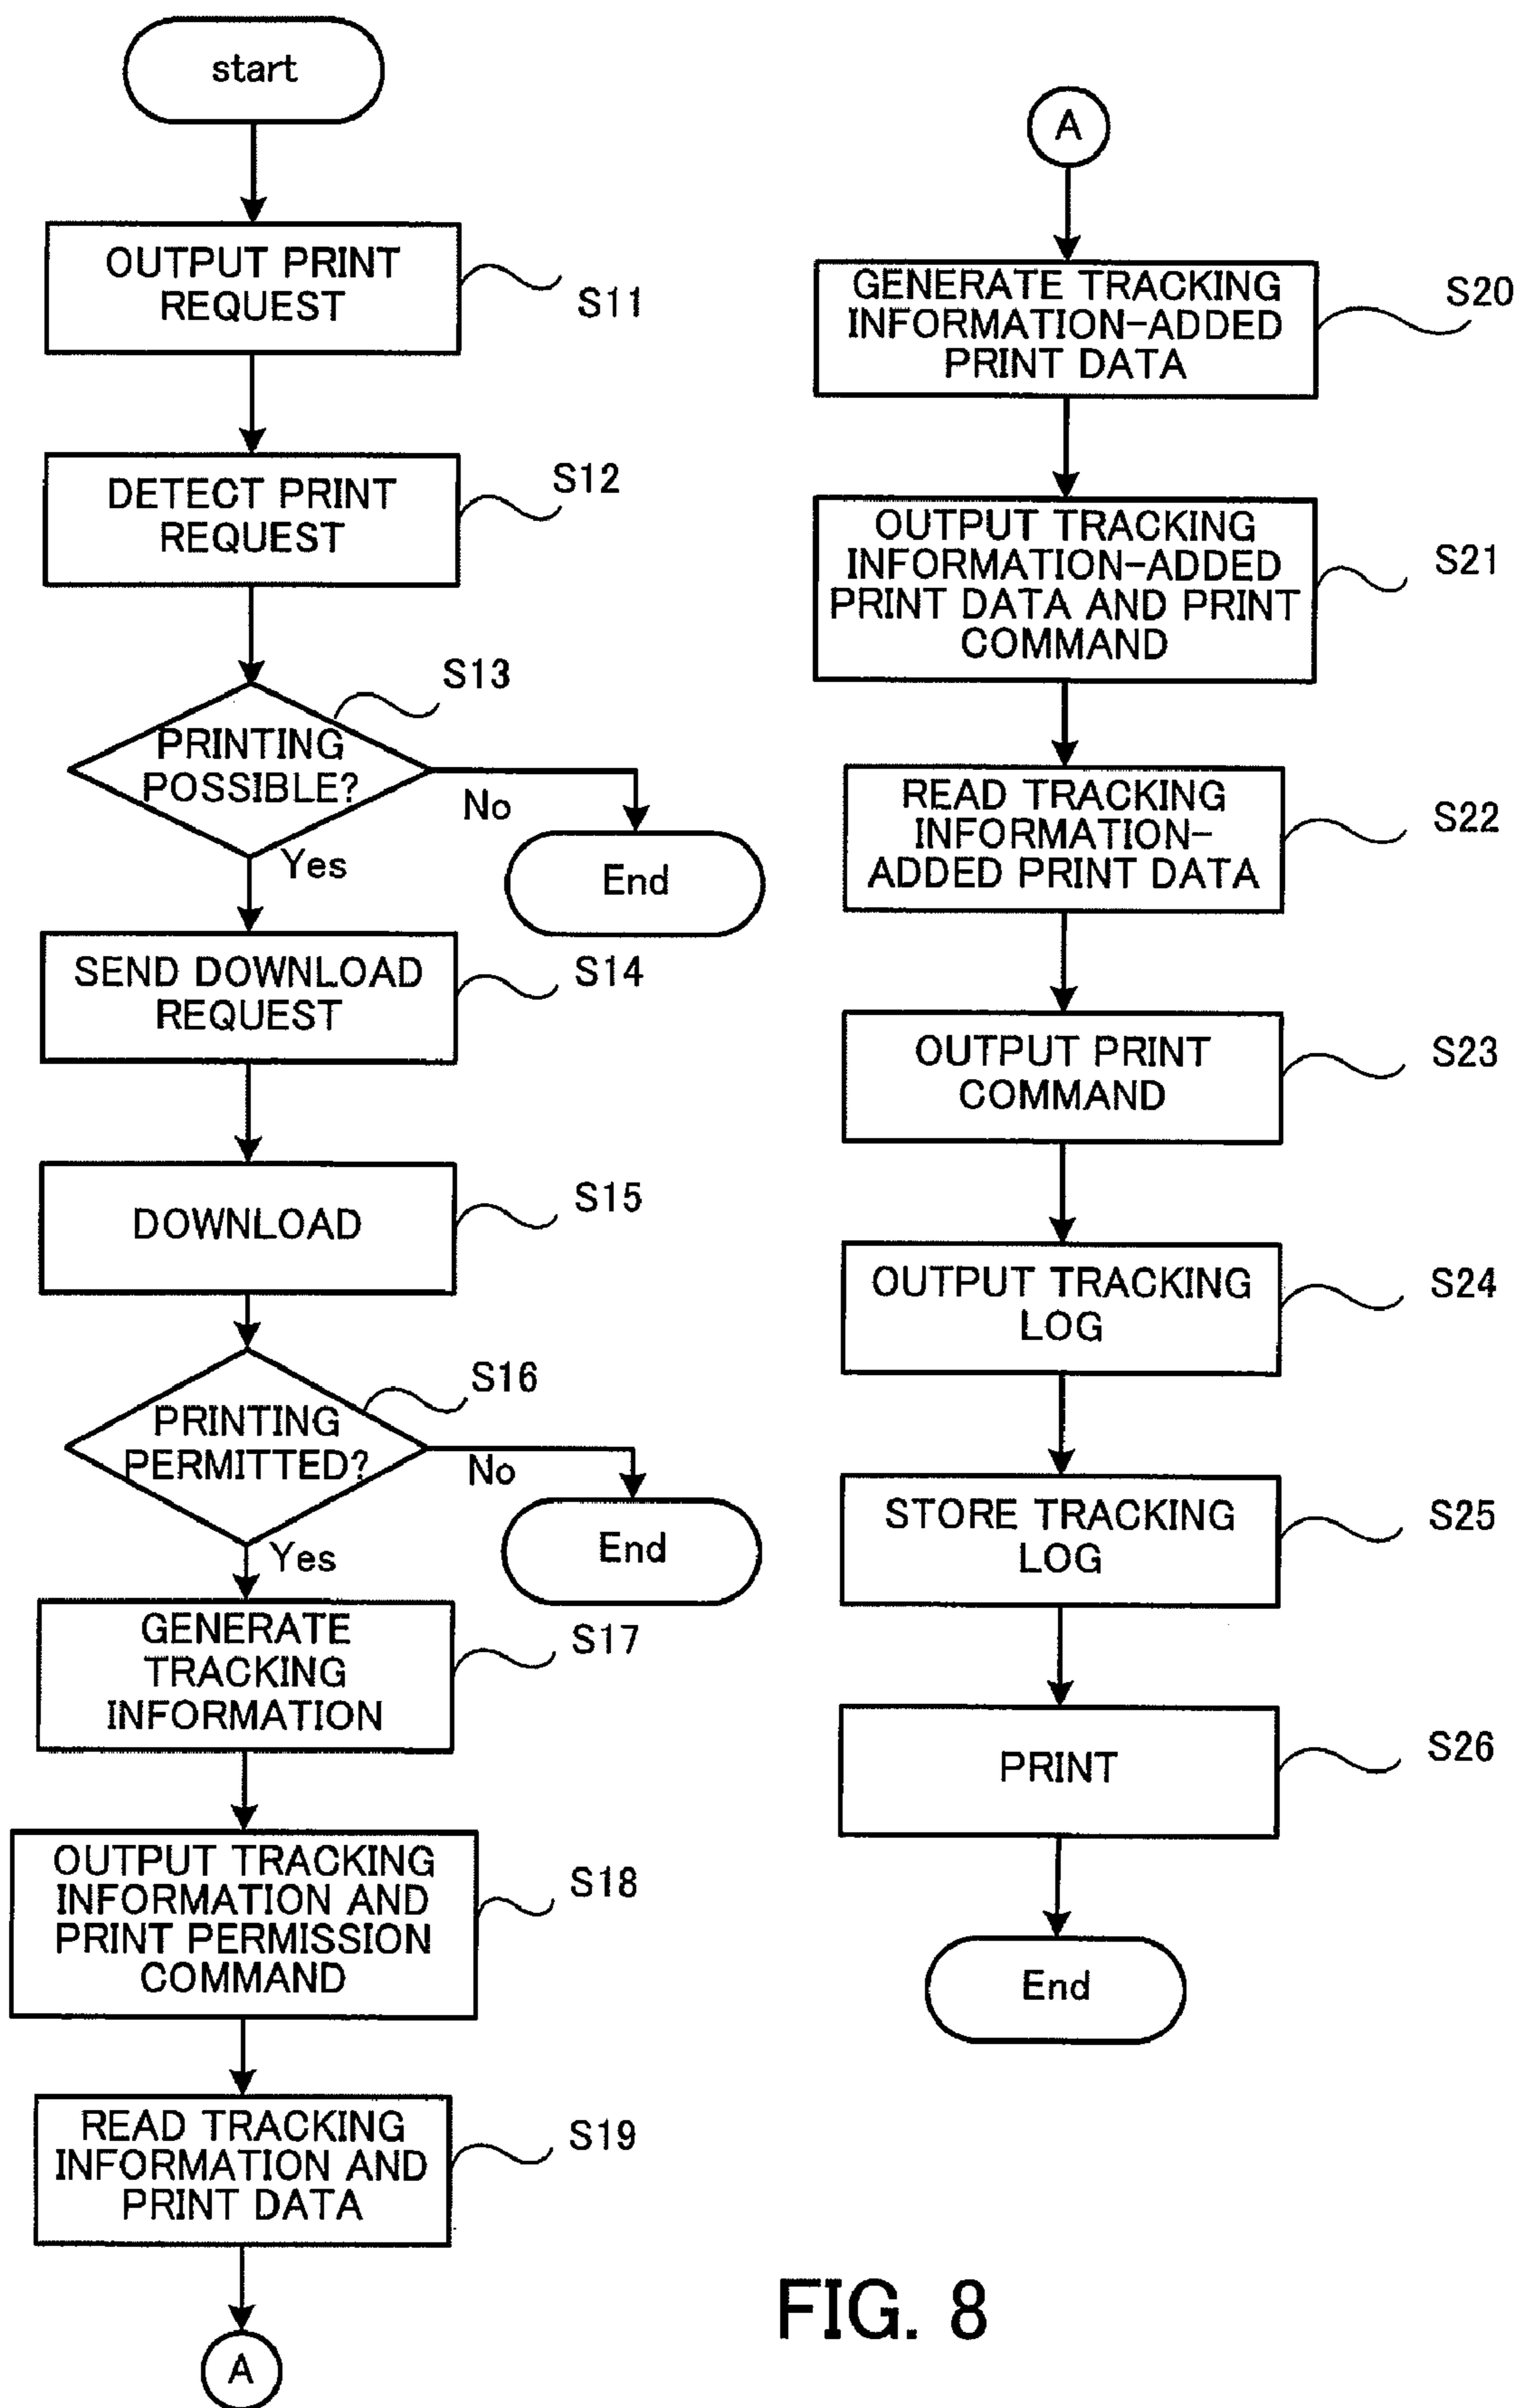 start
OUTPUT PRINT
REQUEST
S11
DETECT PRINT
REQUEST
S12
S13
PRINTING
POSSIBLE?
No
Yes
End
SEND DOWNLOAD
REQUEST
S14
DOWNLOAD
S15
S16
PRINTING
PERMITTED?
No
Yes
End
GENERATE
TRACKING
INFORMATION
S17
OUTPUT TRACKING
INFORMATION AND
PRINT PERMISSION
COMMAND
S18
READ TRACKING
INFORMATION AND
PRINT DATA
S19
A
A
GENERATE TRACKING
INFORMATION-ADDED
PRINT DATA
S20
OUTPUT TRACKING
INFORMATION-ADDED
PRINT DATA AND PRINT
COMMAND
S21
READ TRACKING
INFORMATION-
ADDED PRINT DATA
S22
OUTPUT PRINT
COMMAND
S23
OUTPUT TRACKING
LOG
S24
STORE TRACKING
LOG
S25
PRINT
S26
End
FIG. 8